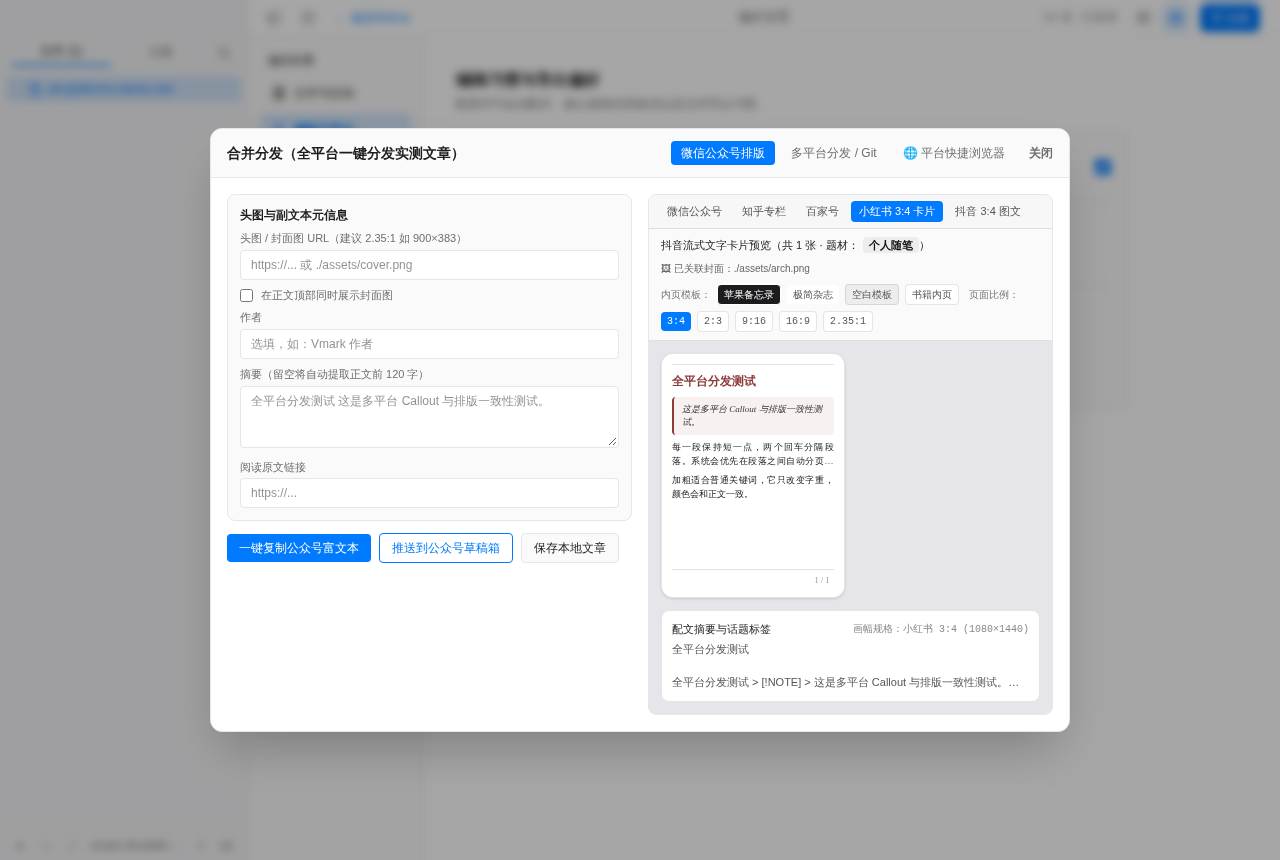 合并分发（全平台一键分发实测文章）
微信公众号排版
多平台分发 / Git
🌐 平台快捷浏览器
关闭
头图与副文本元信息
头图 / 封面图 URL（建议 2.35:1 如 900×383）
https://... 或 ./assets/cover.png
在正文顶部同时展示封面图
作者
选填，如：Vmark 作者
摘要（留空将自动提取正文前 120 字）
全平台分发测试 这是多平台 Callout 与排版一致性测试。
阅读原文链接
https://...
一键复制公众号富文本
推送到公众号草稿箱
保存本地文章
微信公众号
知乎专栏
百家号
小红书 3:4 卡片
抖音 3:4 图文
抖音流式文字卡片预览（共 1 张 · 题材： 个人随笔 ）
🖼 已关联封面：./assets/arch.png
内页模板： 苹果备忘录 极简杂志 空白模板 书籍内页 页面比例：
3:4 2:3 9:16 16:9 2.35:1
全平台分发测试
这是多平台 Callout 与排版一致性测
试。
每一段保持短一点，两个回车分隔段
落。系统会优先在段落之间自动分页…
加粗适合普通关键词，它只改变字重，
颜色会和正文一致。
1 / 1
配文摘要与话题标签
画幅规格：小红书 3:4 (1080×1440)
全平台分发测试
全平台分发测试 > [!NOTE] > 这是多平台 Callout 与排版一致性测试。…